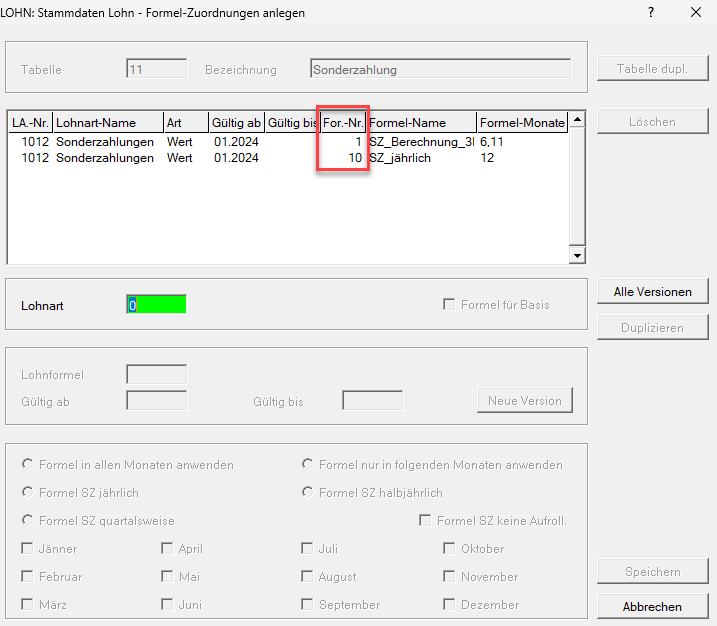 LOHN: Stammdaten Lohn - Formel-Zuordnungen anlegen ? ×
Tabelle 11 Bezeichnung Sonderzahlung Tabelle dupl.
LA.-Nr. Lohnart-Name Art Gültig ab Gültig bis For.-Nr. Formel-Name Formel-Monate Löschen
1012 Sonderzahlungen Wert 01.2024 1 SZ_Berechnung_3 6,11
1012 Sonderzahlungen Wert 01.2024 10 SZ_jährlich 12
Lohnart 0 Formel für Basis Alle Versionen
Duplizieren
Lohnformel
Gültig ab Gültig bis Neue Version
Formel in allen Monaten anwenden Formel nur in folgenden Monaten anwenden
Formel SZ jährlich Formel SZ halbjährlich
Formel SZ quartalsweise Formel SZ keine Aufroll.
Jänner April Juli Oktober
Februar Mai August November Speichern
März Juni September Dezember Abbrechen